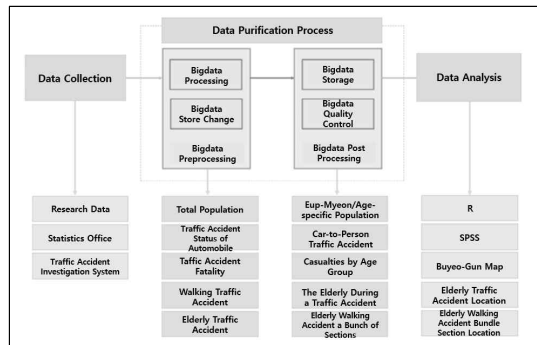 Data Purification Process
Data Collection
Bigdata
Processing
Bigdata
Store Change
Bigdata
Preprocessing
Bigdata
Storage
Bigdata
Quality
Control
Bigdata Post
Processing
Data Analysis
Research Data
Statistics Office
Traffic Accident
Investigation System
Total Population
Traffic Accident
Status of
Automobile
Taffic Accident
Fatality
Walking Traffic
Accident
Elderly Traffic
Accident
Eup-Myeon/Age-
specific Population
Car-to-Person
Traffic Accident
Casualties by Age
Group
The Elderly During
a Traffic Accident
Elderly Walking
Accident a Bunch of
Sections
R
SPSS
Buyeo-Gun Map
Elderly Traffic
Accident Location
Elderly Walking
Accident Bundle
Section Location